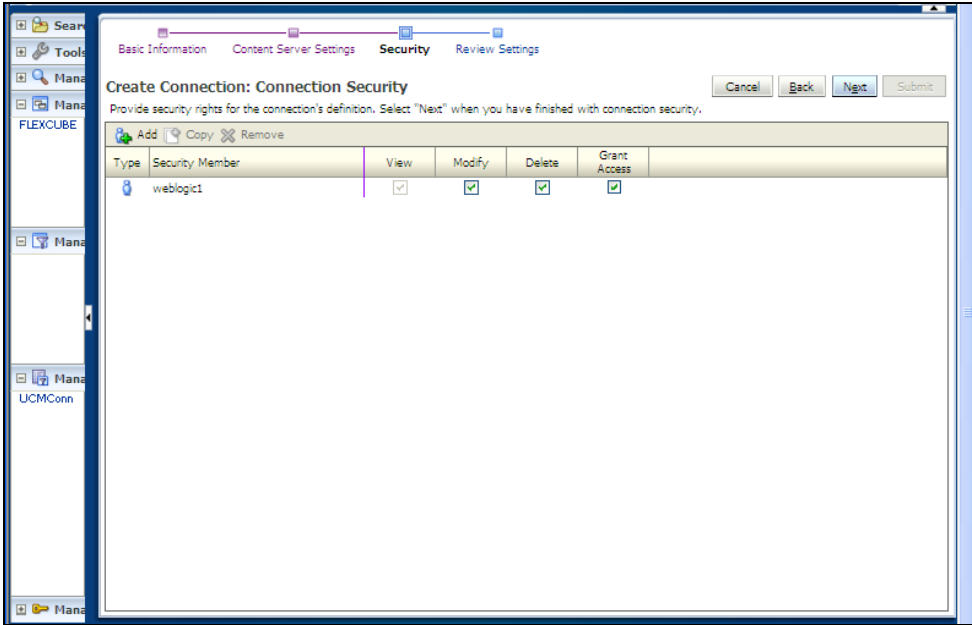 Sear
Tools
Mana
Mana
FLEXCUBE
Mana
Mana
UCMConn
Mana
Basic Information Content Server Settings Security Review Settings
Create Connection: Connection Security
Cancel Back Next Submit
Provide security rights for the connection's definition. Select "Next" when you have finished with connection security.
Add Copy Remove
Type Security Member View Modify Delete Grant Access
weblogic1